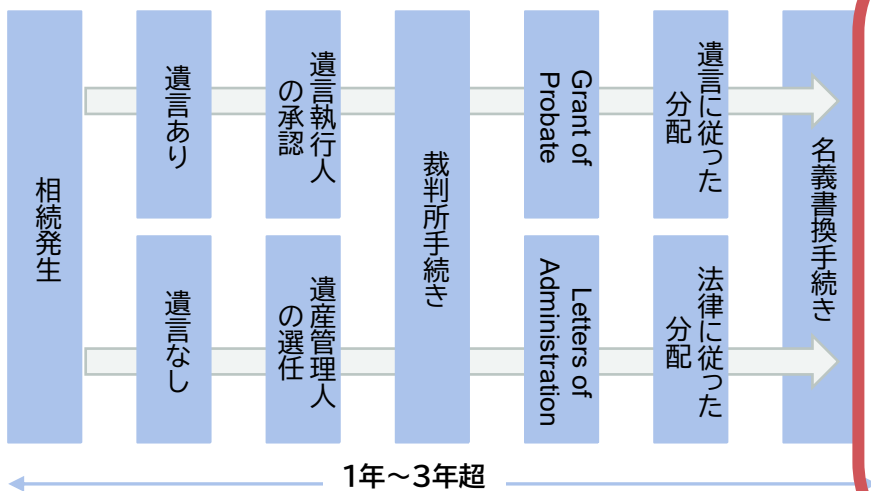 相続発生
遺言あり
遺言執行人
の承認
裁判所手続き
Grant of
Probate
遺言に従った
分配
名義書換手続き
遺言なし
遺産管理人
の選任
Letters of
Administration
法律に従った
分配
1年～3年超